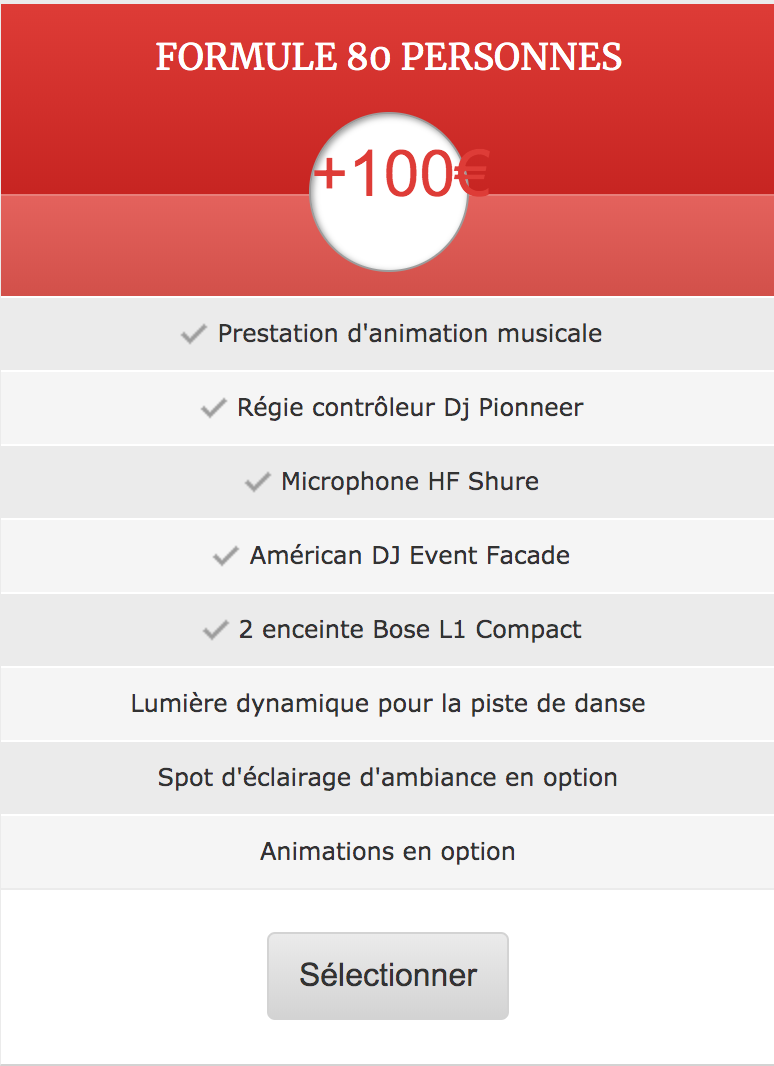 FORMULE 80 PERSONNES
+100€
Prestation d'animation musicale
Régie contrôleur Dj Pionneer
Microphone HF Shure
Américan DJ Event Facade
2 enceinte Bose L1 Compact
Lumière dynamique pour la piste de danse
Spot d'éclairage d'ambiance en option
Animations en option
Sélectionner